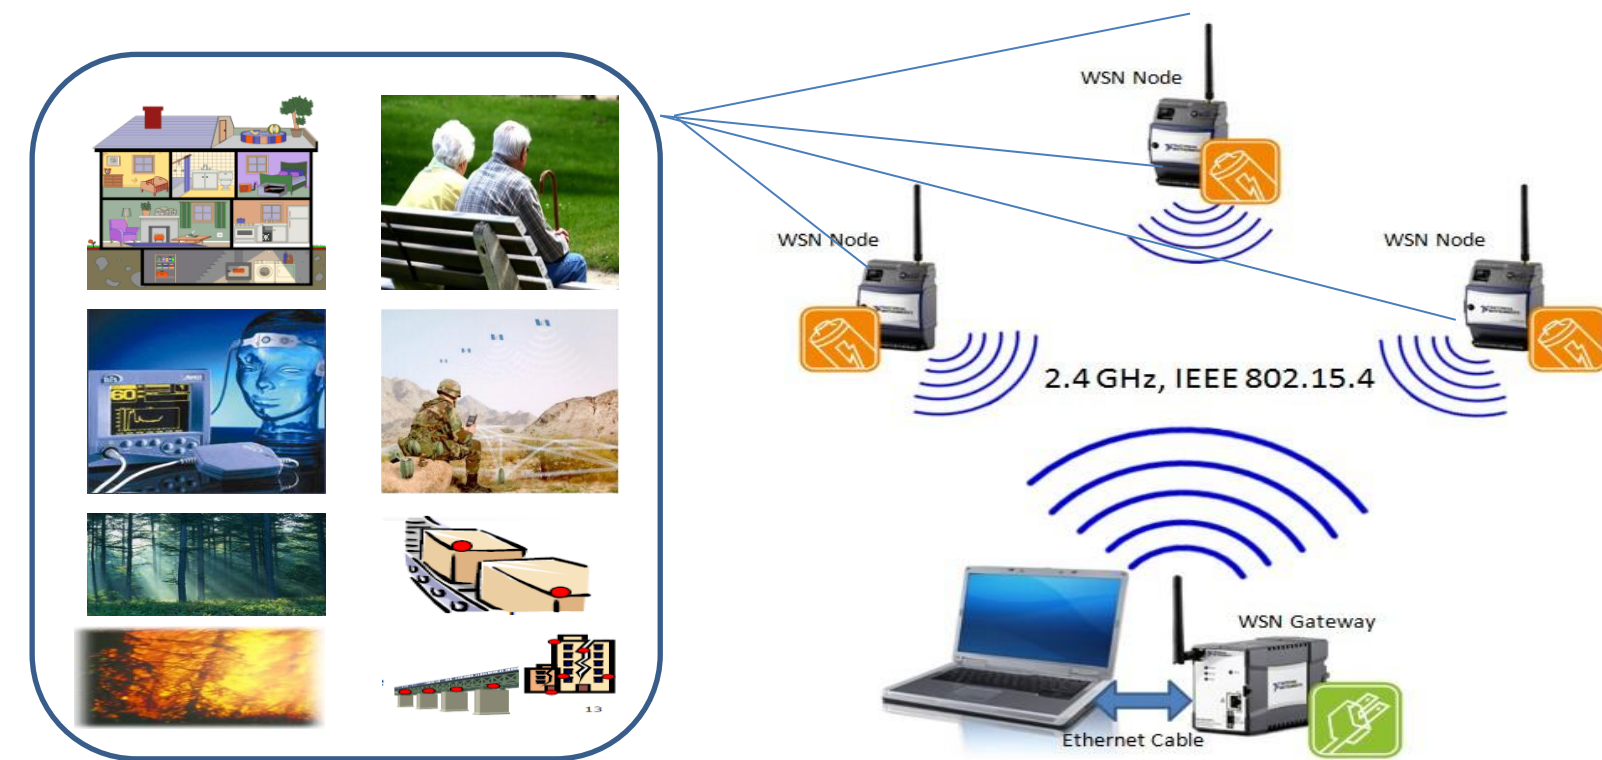 WSN Node
WSN Node
WSN Node
2.4 GHz, IEEE 802.15.4
60
WSN Gateway
Ethernet Cable
13